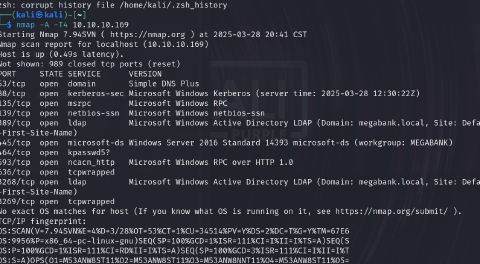 zsh: corrupt history file /home/kali/.zsh_history
(kali㉿kali)-[~]
$ nmap -A -T4 10.10.10.169
Starting Nmap 7.94SVN ( https://nmap.org ) at 2025-03-28 20:41 CST
Nmap scan report for localhost (10.10.10.169)
Host is up (0.49s latency).
Not shown: 989 closed tcp ports (reset)
PORT STATE SERVICE VERSION
53/tcp open domain Simple DNS Plus
88/tcp open kerberos-sec Microsoft Windows Kerberos (server time: 2025-03-28 12:30:22Z)
135/tcp open msrpc Microsoft Windows RPC
139/tcp open netbios-ssn Microsoft Windows netbios-ssn
389/tcp open ldap Microsoft Windows Active Directory LDAP (Domain: megabank.local, Site: Defa
-First-Site-Name)
445/tcp open microsoft-ds Windows Server 2016 Standard 14393 microsoft-ds (workgroup: MEGABANK)
464/tcp open kpasswd5?
593/tcp open ncacn_http Microsoft Windows RPC over HTTP 1.0
636/tcp open tcpwrapped
3268/tcp open ldap Microsoft Windows Active Directory LDAP (Domain: megabank.local, Site: Defa
-First-Site-Name)
3269/tcp open tcpwrapped
No exact OS matches for host (If you know what OS is running on it, see https://nmap.org/submit/ ).
TCP/IP fingerprint:
OS:SCAN(V=7.94SVN%E=4%D=3/28%OT=53%CT=1%CU=34514%PV=Y%DS=2%DC=T%G=Y%TM=67E6
OS:9956%P=x86_64-pc-linux-gnu)SEQ(SP=100%GCD=1%ISR=111%CI=I%II=I%TS=A)SEQ(S
OS:P=100%GCD=1%ISR=111%CI=RD%II=I%TS=A)SEQ(SP=100%GCD=3%ISR=111%CI=I%II=I%T
OS:S=A)OPS(O1=M53ANW8ST11%O2=M53ANW8ST11%O3=M53ANW8NNT11%O4=M53ANW8ST11%O5=